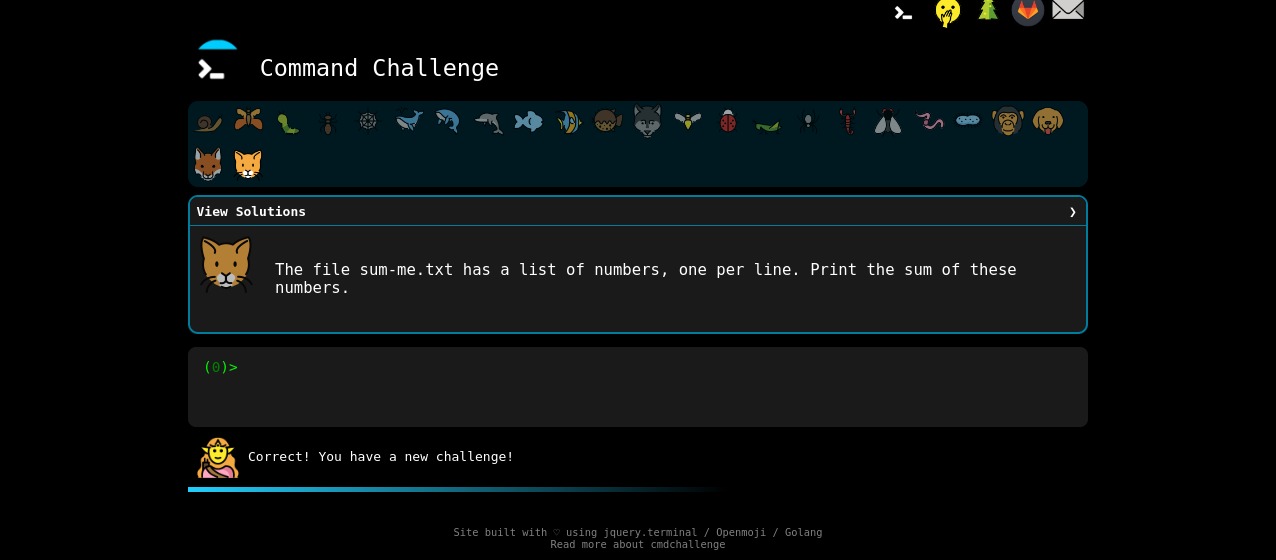 Command Challenge
View Solutions ❯
The file sum-me.txt has a list of numbers, one per line. Print the sum of these
numbers.
(0)>
Correct! You have a new challenge!
Site built with ♡ using jquery.terminal / Openmoji / Golang
Read more about cmdchallenge